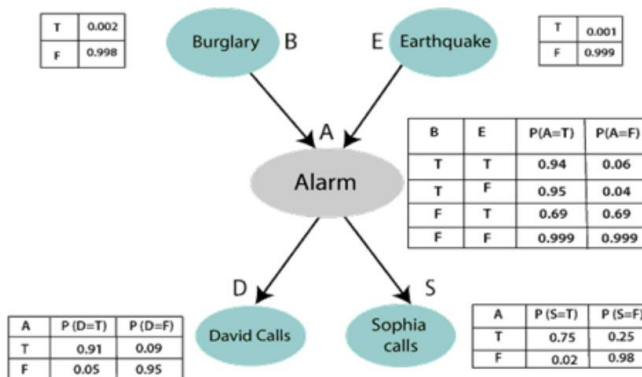 T 0.002
F 0.998
Burglary B
E Earthquake
T 0.001
F 0.999
A
Alarm
B E P(A=T) P(A=F)
T T 0.94 0.06
T F 0.95 0.04
F T 0.69 0.69
F F 0.999 0.999
D
S
A P (D=T) P (D=F)
T 0.91 0.09
F 0.05 0.95
David Calls
Sophia
calls
A P (S=T) P (S=F)
T 0.75 0.25
F 0.02 0.98